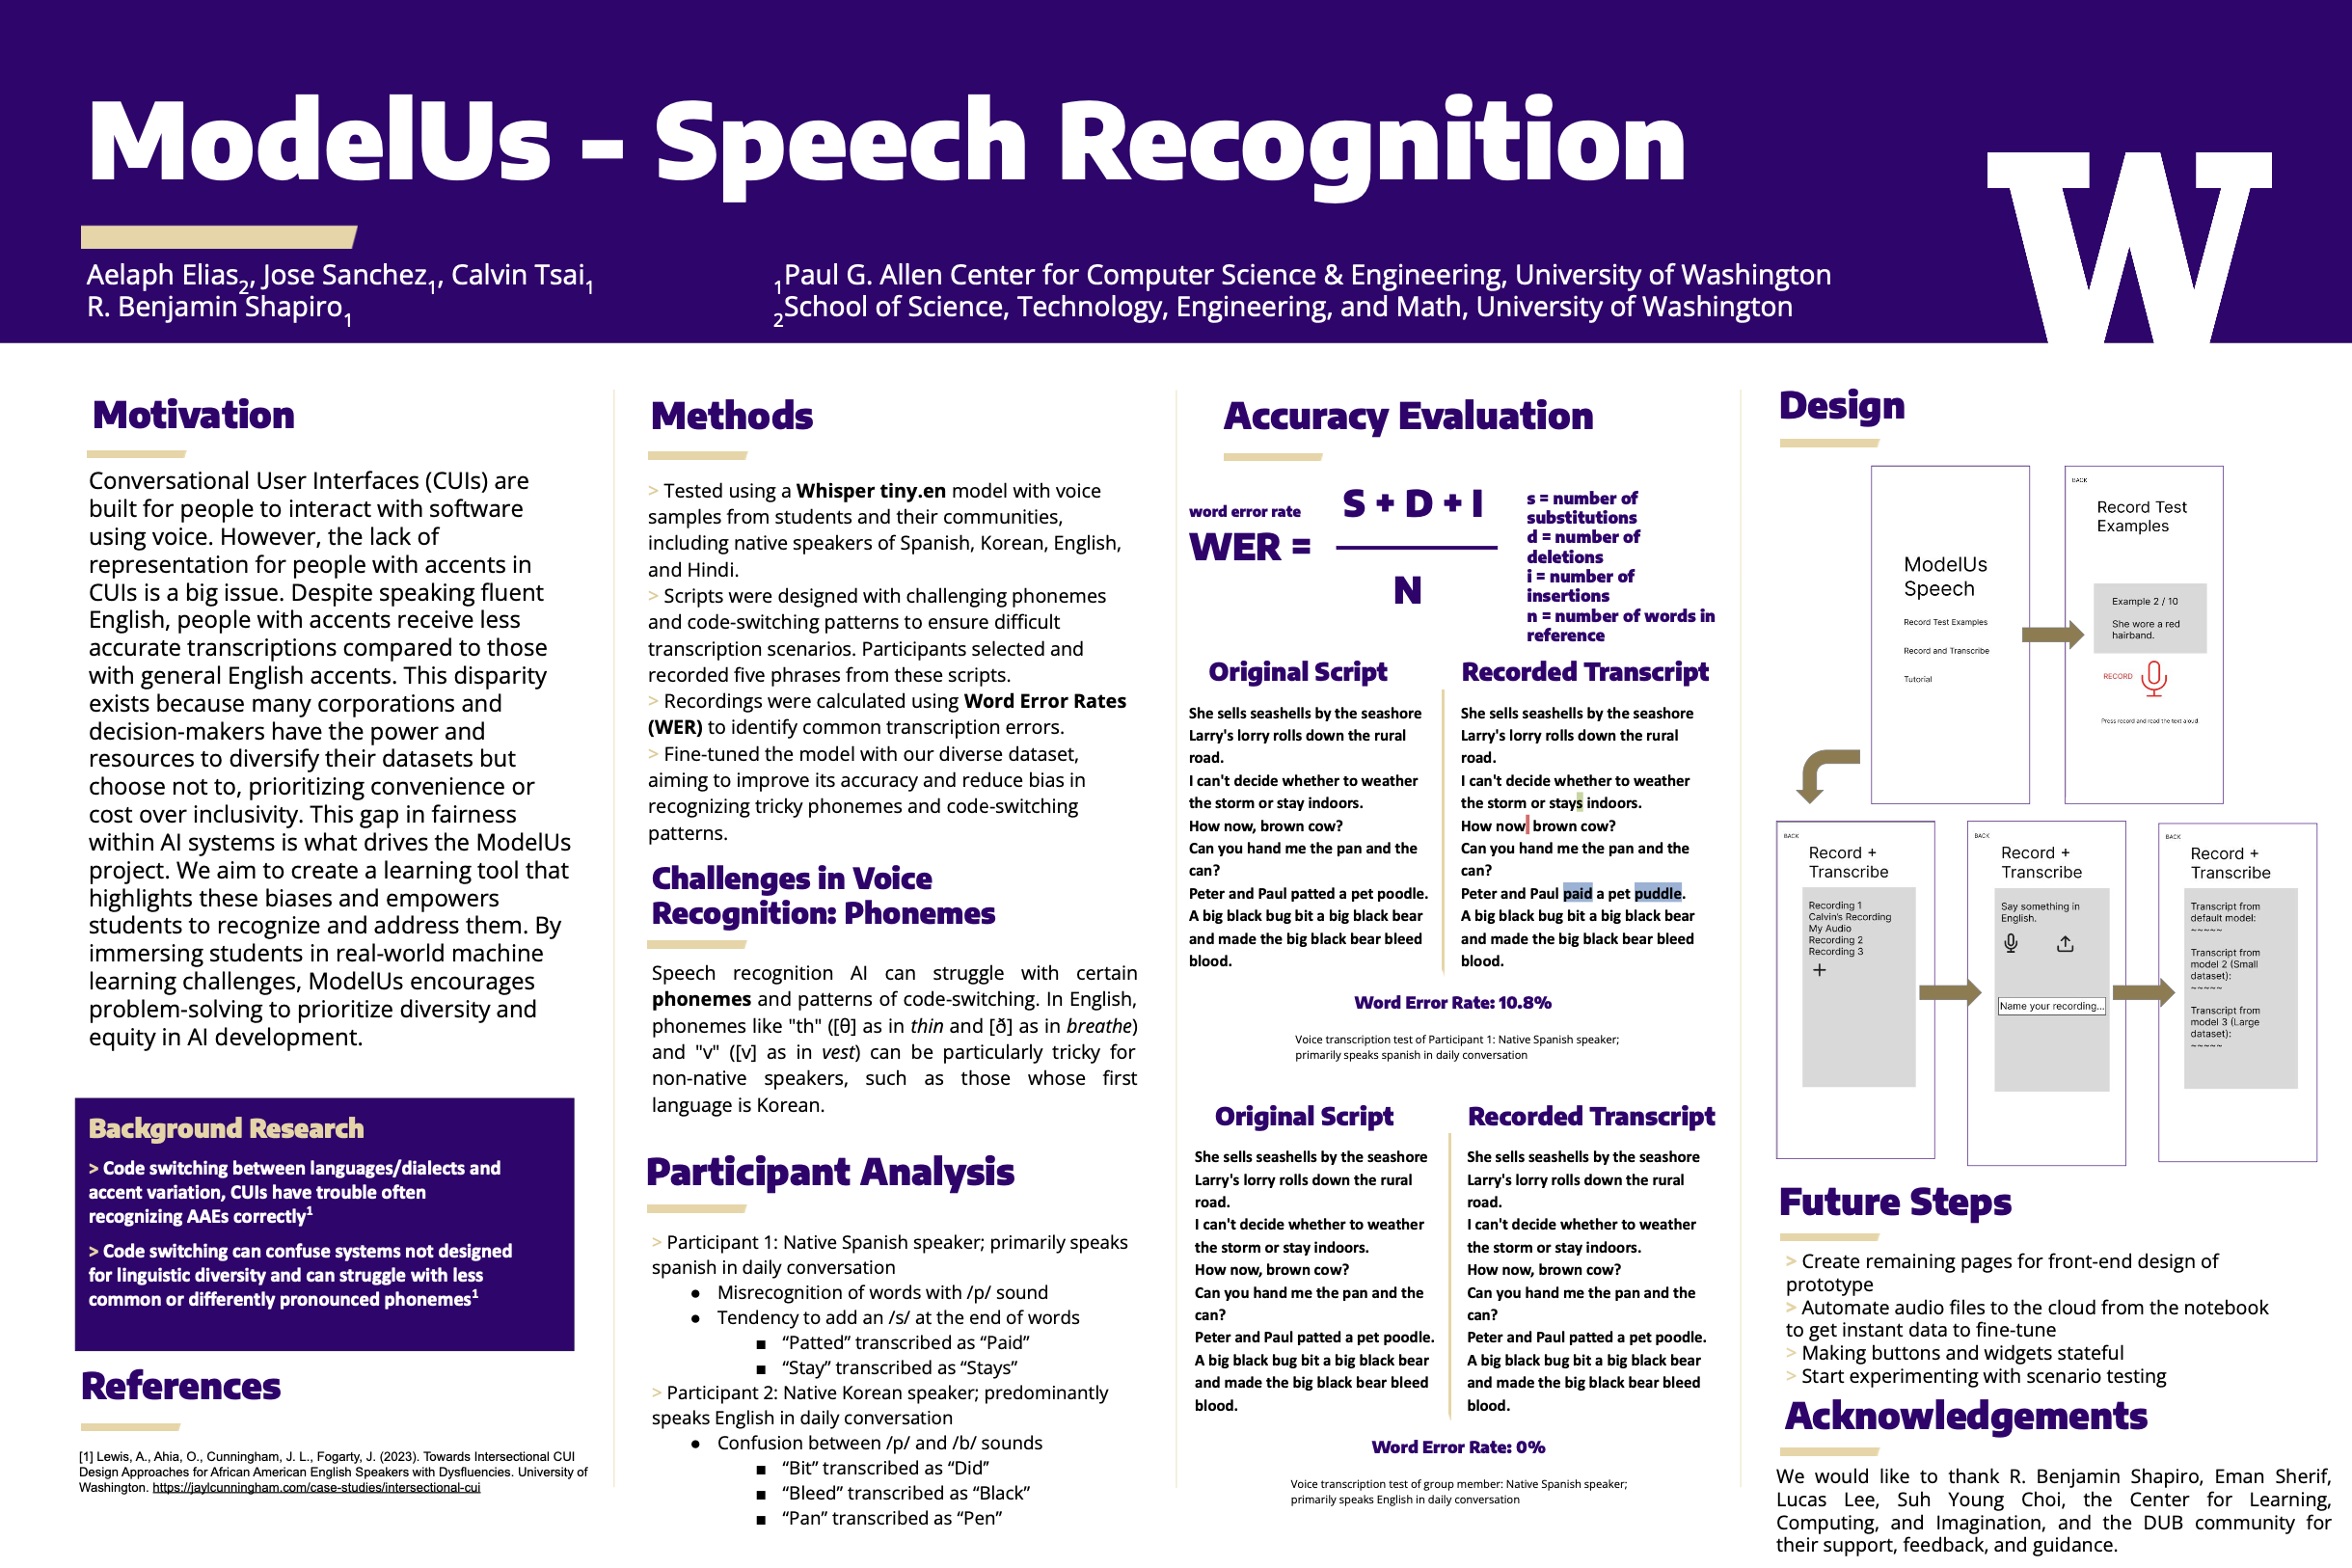 ModelUs - Speech Recognition
Aelaph Elias2, Jose Sanchez1, Calvin Tsai1
R. Benjamin Shapiro1
1Paul G. Allen Center for Computer Science & Engineering, University of Washington
2School of Science, Technology, Engineering, and Math, University of Washington
W
Motivation
Conversational User Interfaces (CUIs) are
built for people to interact with software
using voice. However, the lack of
representation for people with accents in
CUIs is a big issue. Despite speaking fluent
English, people with accents receive less
accurate transcriptions compared to those
with general English accents. This disparity
exists because many corporations and
decision-makers have the power and
resources to diversify their datasets but
choose not to, prioritizing convenience or
cost over inclusivity. This gap in fairness
within AI systems is what drives the ModelUs
project. We aim to create a learning tool that
highlights these biases and empowers
students to recognize and address them. By
immersing students in real-world machine
learning challenges, ModelUs encourages
problem-solving to prioritize diversity and
equity in AI development.
Background Research
> Code switching between languages/dialects and
accent variation, CUIs have trouble often
recognizing AAEs correctly1
> Code switching can confuse systems not designed
for linguistic diversity and can struggle with less
common or differently pronounced phonemes1
References
[1] Lewis, A., Ahia, O., Cunningham, J. L., Fogarty, J. (2023). Towards Intersectional CUI
Design Approaches for African American English Speakers with Dysfluencies. University of
Washington. https://jaylcunningham.com/case-studies/intersectional-cui
Methods
> Tested using a Whisper tiny.en model with voice
samples from students and their communities,
including native speakers of Spanish, Korean, English,
and Hindi.
> Scripts were designed with challenging phonemes
and code-switching patterns to ensure difficult
transcription scenarios. Participants selected and
recorded five phrases from these scripts.
> Recordings were calculated using Word Error Rates
(WER) to identify common transcription errors.
> Fine-tuned the model with our diverse dataset,
aiming to improve its accuracy and reduce bias in
recognizing tricky phonemes and code-switching
patterns.
Challenges in Voice
Recognition: Phonemes
Speech recognition AI can struggle with certain
phonemes and patterns of code-switching. In English,
phonemes like "th" ([θ] as in thin and [ð] as in breathe)
and "v" ([v] as in vest) can be particularly tricky for
non-native speakers, such as those whose first
language is Korean.
Participant Analysis
> Participant 1: Native Spanish speaker; primarily speaks
spanish in daily conversation
● Misrecognition of words with /p/ sound
● Tendency to add an /s/ at the end of words
■ “Patted” transcribed as “Paid”
■ “Stay” transcribed as “Stays”
> Participant 2: Native Korean speaker; predominantly
speaks English in daily conversation
● Confusion between /p/ and /b/ sounds
■ “Bit” transcribed as “Did”
■ “Bleed” transcribed as “Black”
■ “Pan” transcribed as “Pen”
Accuracy Evaluation
word error rate
WER =
S + D + I
N
s = number of
substitutions
d = number of
deletions
i = number of
insertions
n = number of words in
reference
Original Script
She sells seashells by the seashore
Larry's lorry rolls down the rural
road.
I can't decide whether to weather
the storm or stay indoors.
How now, brown cow?
Can you hand me the pan and the
can?
Peter and Paul patted a pet poodle.
A big black bug bit a big black bear
and made the big black bear bleed
blood.
Recorded Transcript
She sells seashells by the seashore
Larry's lorry rolls down the rural
road.
I can't decide whether to weather
the storm or stays indoors.
How now brown cow?
Can you hand me the pan and the
can?
Peter and Paul paid a pet puddle.
A big black bug bit a big black bear
and made the big black bear bleed
blood.
Word Error Rate: 10.8%
Voice transcription test of Participant 1: Native Spanish speaker;
primarily speaks spanish in daily conversation
Original Script
She sells seashells by the seashore
Larry's lorry rolls down the rural
road.
I can't decide whether to weather
the storm or stay indoors.
How now, brown cow?
Can you hand me the pan and the
can?
Peter and Paul patted a pet poodle.
A big black bug bit a big black bear
and made the big black bear bleed
blood.
Recorded Transcript
She sells seashells by the seashore
Larry's lorry rolls down the rural
road.
I can't decide whether to weather
the storm or stay indoors.
How now, brown cow?
Can you hand me the pan and the
can?
Peter and Paul patted a pet poodle.
A big black bug bit a big black bear
and made the big black bear bleed
blood.
Word Error Rate: 0%
Voice transcription test of group member: Native Spanish speaker;
primarily speaks English in daily conversation
Design
ModelUs
Speech
Record Test Examples
Record and Transcribe
Tutorial
BACK
Record Test
Examples
Example 2 / 10
She wore a red
hairband.
RECORD
Press record and read the text aloud
BACK
Record +
Transcribe
Recording 1
Calvin's Recording
My Audio
Recording 2
Recording 3
+
BACK
Record +
Transcribe
Say something in
English.
Name your recording...
BACK
Record +
Transcribe
Transcript from
default model:
~~~~~
Transcript from
model 2 (Small
dataset):
~~~~~
Transcript from
model 3 (Large
dataset):
~~~~~
Future Steps
> Create remaining pages for front-end design of
prototype
> Automate audio files to the cloud from the notebook
to get instant data to fine-tune
> Making buttons and widgets stateful
> Start experimenting with scenario testing
Acknowledgements
We would like to thank R. Benjamin Shapiro, Eman Sherif,
Lucas Lee, Suh Young Choi, the Center for Learning,
Computing, and Imagination, and the DUB community for
their support, feedback, and guidance.